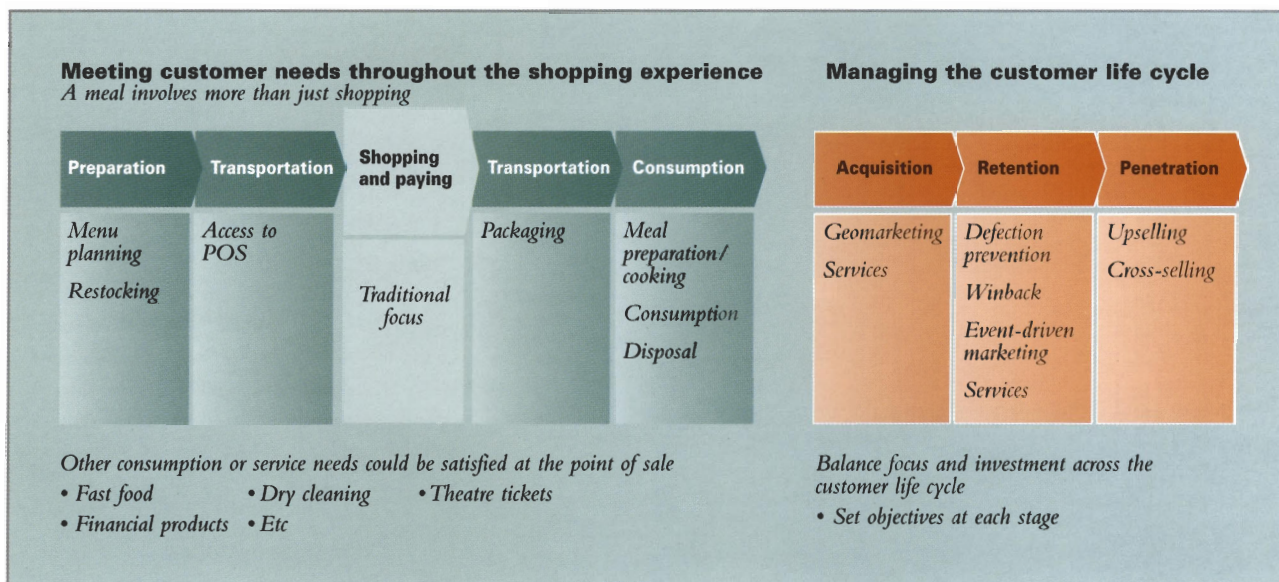 Meeting customer needs throughout the shopping experience
A meal involves more than just shopping
Preparation
Transportation
Shopping
and paying
Transportation
Consumption
Menu
planning
Restocking
Access to
POS
Traditional
focus
Packaging
Meal
preparation/
cooking
Consumption
Disposal
Other consumption or service needs could be satisfied at the point of sale
• Fast food • Dry cleaning • Theatre tickets
• Financial products • Etc
Managing the customer life cycle
Acquisition
Retention
Penetration
Geomarketing
Services
Defection
prevention
Winback
Event-driven
marketing
Services
Upselling
Cross-selling
Balance focus and investment across the
customer life cycle
• Set objectives at each stage